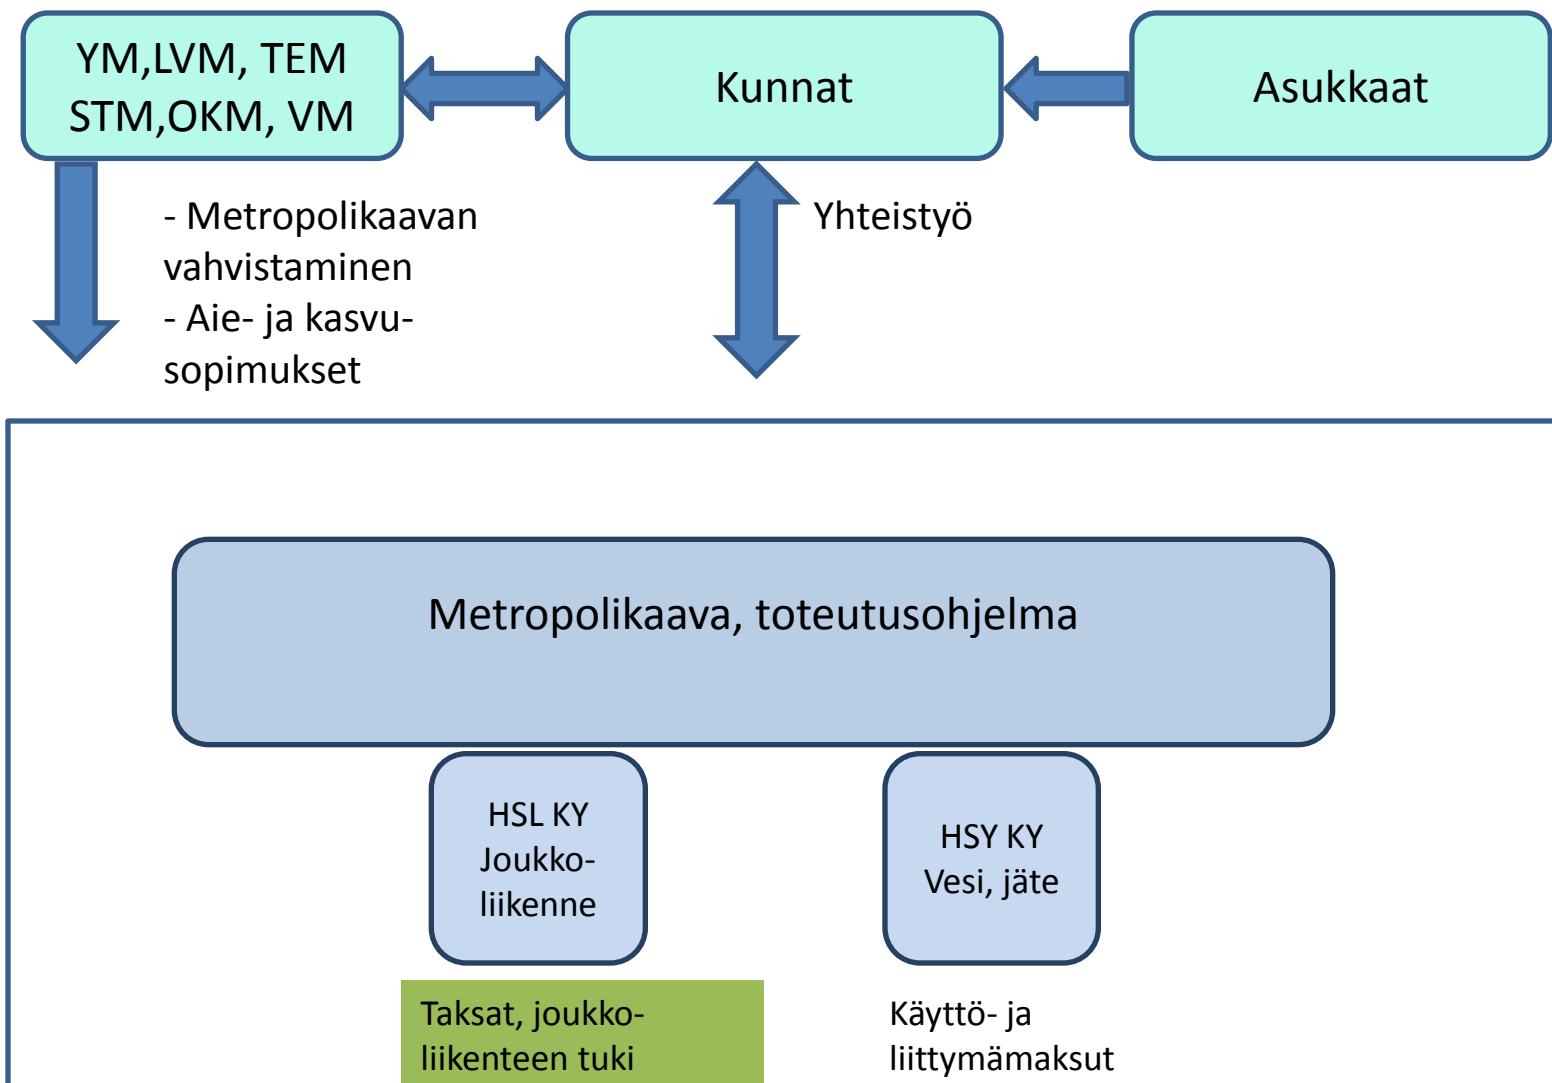 YM,LVM, TEM
STM,OKM, VM
Kunnat
Asukkaat
- Metropolikaavan
vahvistaminen
- Aie- ja kasvu-
sopimukset
Yhteistyö
Metropolikaava, toteutusohjelma
HSL KY
Joukko-
liikenne
HSY KY
Vesi, jäte
Taksat, joukko-
liikenteen tuki
Käyttö- ja
liittymämaksut